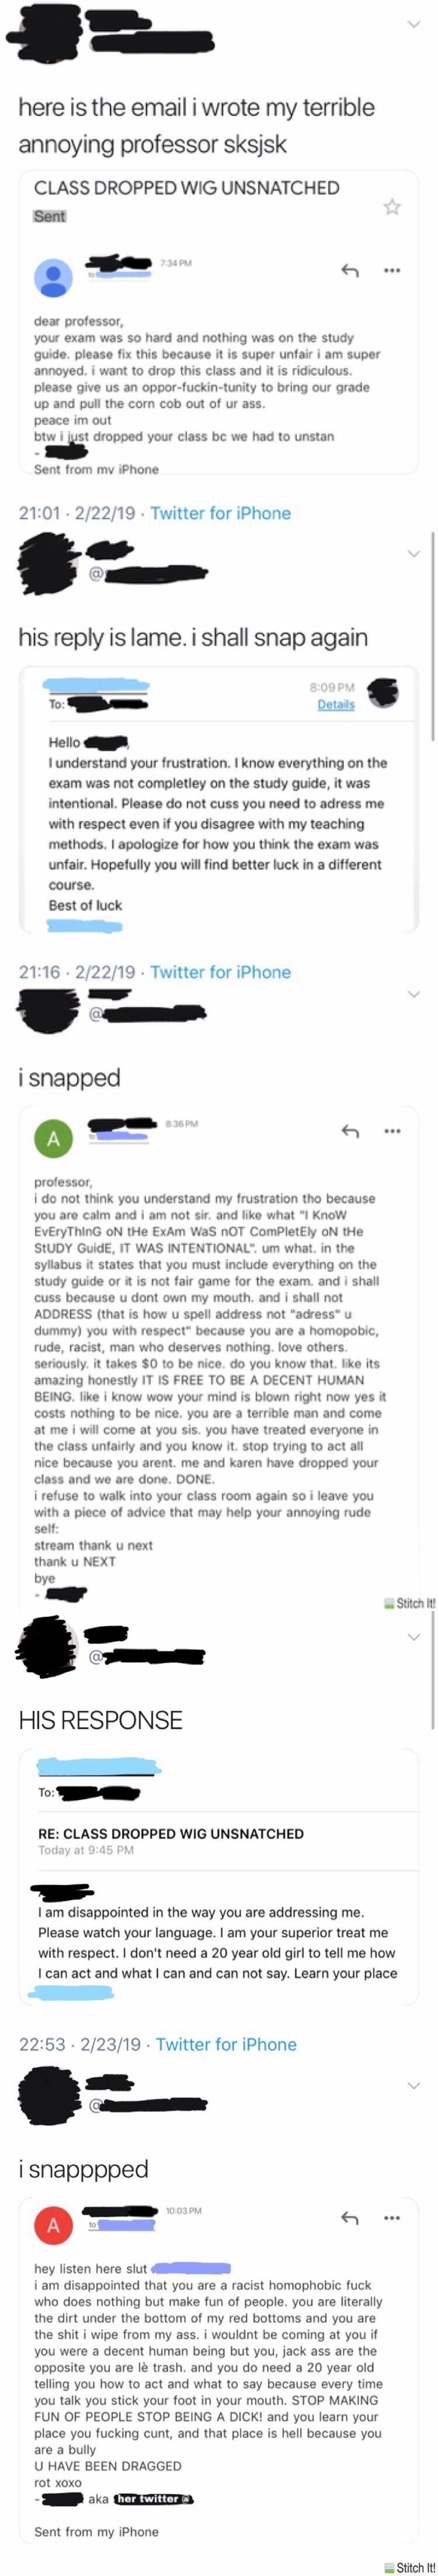 here is the email i wrote my terrible
annoying professor sksjsk
CLASS DROPPED WIG UNSNATCHED
Sent
7:34 PM
to
dear professor,
your exam was so hard and nothing was on the study
guide. please fix this because it is super unfair i am super
annoyed. i want to drop this class and it is ridiculous.
please give us an oppor-fuckin-tunity to bring our grade
up and pull the corn cob out of ur ass.
peace im out
btw i just dropped your class bc we had to unstan
-
Sent from my iPhone
21:01 · 2/22/19 · Twitter for iPhone
@
his reply is lame. i shall snap again
8:09 PM
To:
Details
Hello
I understand your frustration. I know everything on the
exam was not completley on the study guide, it was
intentional. Please do not cuss you need to adress me
with respect even if you disagree with my teaching
methods. I apologize for how you think the exam was
unfair. Hopefully you will find better luck in a different
course.
Best of luck
21:16 · 2/22/19 · Twitter for iPhone
@
i snapped
A
8:36 PM
to
professor,
i do not think you understand my frustration tho because
you are calm and i am not sir. and like what "I KnoW
EvEryThInG oN tHe ExAm WaS nOT ComPletEly oN tHe
StUDY GuidE, IT WAS INTENTIONAL". um what. in the
syllabus it states that you must include everything on the
study guide or it is not fair game for the exam. and i shall
cuss because u dont own my mouth. and i shall not
ADDRESS (that is how u spell address not "adress" u
dummy) you with respect" because you are a homopobic,
rude, racist, man who deserves nothing. love others.
seriously. it takes $0 to be nice. do you know that. like its
amazing honestly IT IS FREE TO BE A DECENT HUMAN
BEING. like i know wow your mind is blown right now yes it
costs nothing to be nice. you are a terrible man and come
at me i will come at you sis. you have treated everyone in
the class unfairly and you know it. stop trying to act all
nice because you arent. me and karen have dropped your
class and we are done. DONE.
i refuse to walk into your class room again so i leave you
with a piece of advice that may help your annoying rude
self:
stream thank u next
thank u NEXT
bye
-
Stitch It!
@
HIS RESPONSE
To:
RE: CLASS DROPPED WIG UNSNATCHED
Today at 9:45 PM
I am disappointed in the way you are addressing me.
Please watch your language. I am your superior treat me
with respect. I don't need a 20 year old girl to tell me how
I can act and what I can and can not say. Learn your place
22:53 · 2/23/19 · Twitter for iPhone
@
i snapppped
A
10:03 PM
to
hey listen here slut
i am disappointed that you are a racist homophobic fuck
who does nothing but make fun of people. you are literally
the dirt under the bottom of my red bottoms and you are
the shit i wipe from my ass. i wouldnt be coming at you if
you were a decent human being but you, jack ass are the
opposite you are lè trash. and you do need a 20 year old
telling you how to act and what to say because every time
you talk you stick your foot in your mouth. STOP MAKING
FUN OF PEOPLE STOP BEING A DICK! and you learn your
place you fucking cunt, and that place is hell because you
are a bully
U HAVE BEEN DRAGGED
rot xoxo
- aka her twitter
Sent from my iPhone
Stitch It!